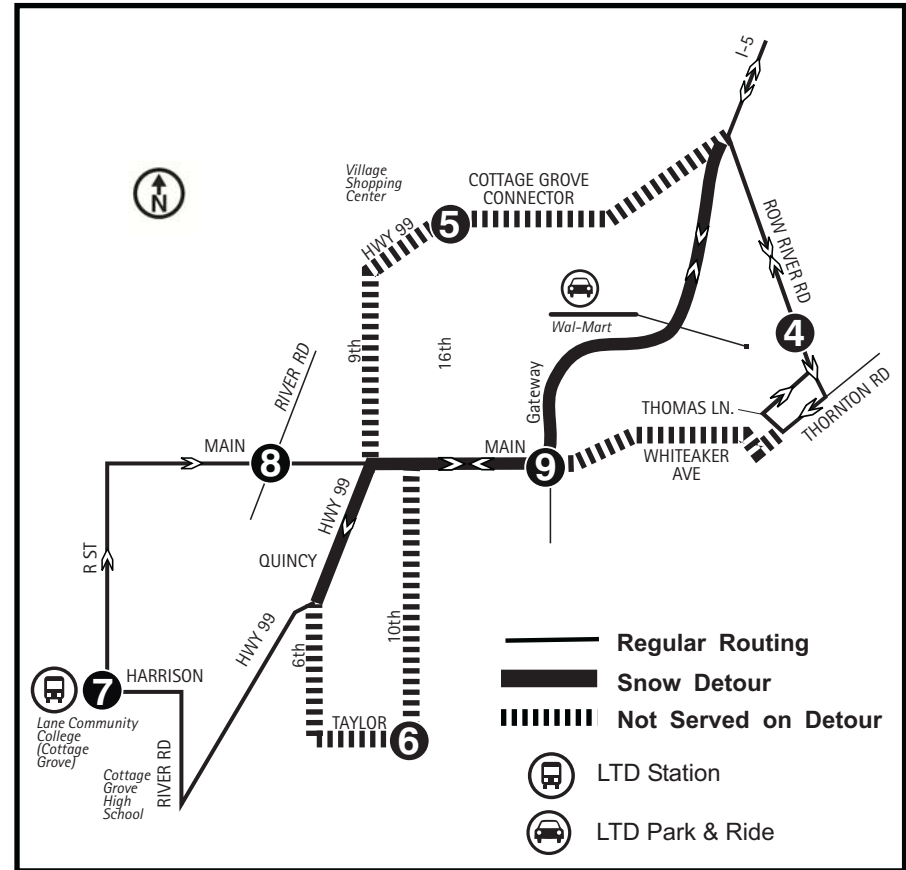 I-5
N
Village
Shopping
Center
COTTAGE GROVE
CONNECTOR
HWY 99
5
ROW RIVER RD
Wal-Mart
4
9th
16th
RIVER RD
Gateway
THOMAS LN.
THORNTON RD
MAIN
8
MAIN
9
WHITEAKER
AVE
HWY 99
R ST
QUINCY
HWY 99
6th
10th
Regular Routing
Snow Detour
Not Served on Detour
7
HARRISON
TAYLOR
6
Lane Community
College
(Cottage
Grove)
RIVER RD
Cottage
Grove
High
School
LTD Station
LTD Park & Ride